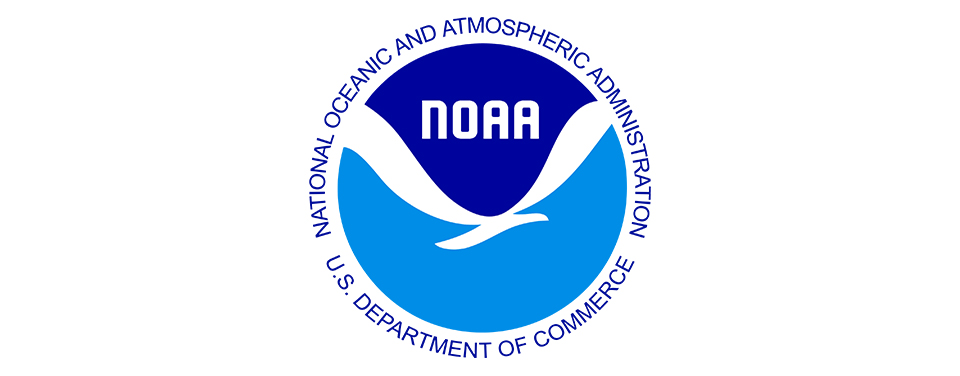 NATIONAL OCEANIC AND ATMOSPHERIC ADMINISTRATION
NOAA
U.S. DEPARTMENT OF COMMERCE